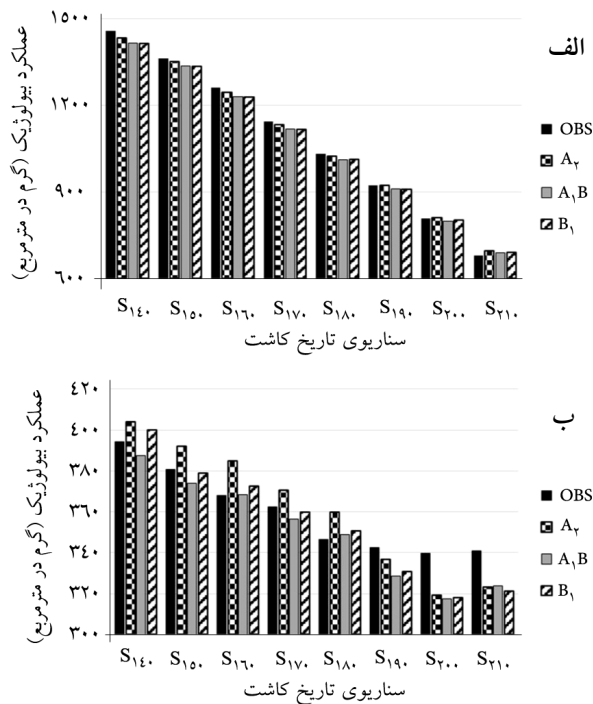 الف
عملکرد بیولوژیک (گرم در مترمربع)
۱۵۰۰
۱۲۰۰
۹۰۰
۶۰۰
S۱۴۰ S۱۵۰ S۱۶۰ S۱۷۰ S۱۸۰ S۱۹۰ S۲۰۰ S۲۱۰
سناریوی تاریخ کاشت
OBS
A۲
A۱B
B۱
ب
عملکرد بیولوژیک (گرم در مترمربع)
۴۲۰
۴۰۰
۳۸۰
۳۶۰
۳۴۰
۳۲۰
۳۰۰
S۱۴۰ S۱۵۰ S۱۶۰ S۱۷۰ S۱۸۰ S۱۹۰ S۲۰۰ S۲۱۰
سناریوی تاریخ کاشت
OBS
A۲
A۱B
B۱